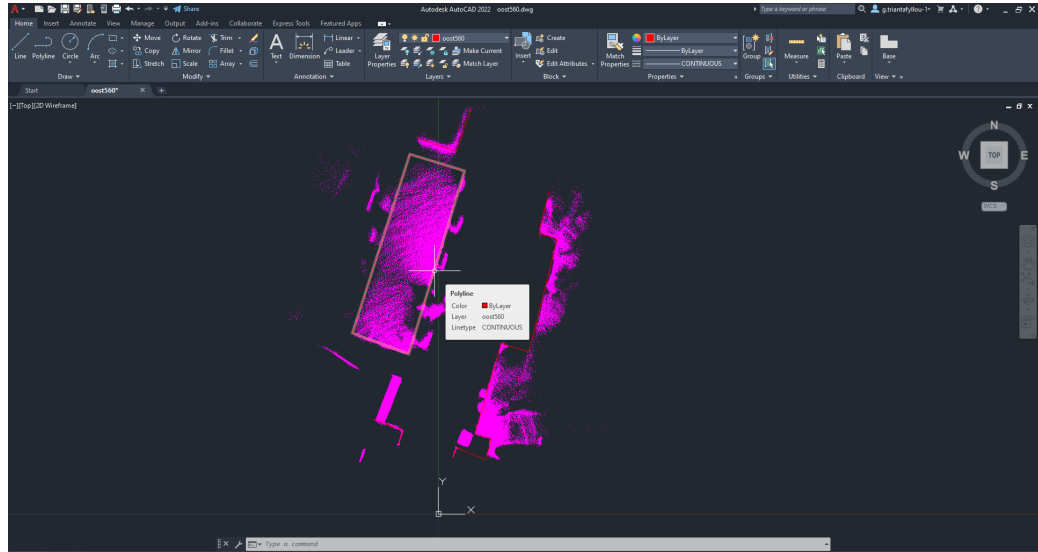 A Share Autodesk AutoCAD 2022 oost560.dwg Type a keyword or phrase g.triantafyllou-1
Home Insert Annotate View Manage Output Add-ins Collaborate Express Tools Featured Apps
Line Polyline Circle Arc Move Rotate Trim Text Dimension Linear Layer Properties oost560 Insert Create Match Properties ByLayer Group Measure Paste Base
Copy Mirror Fillet Leader Make Current Edit ByLayer
Stretch Scale Array Table Match Layer Edit Attributes CONTINUOUS
Draw Modify Annotation Layers Block Properties Groups Utilities Clipboard View
Start oost560*
[−][Top][2D Wireframe]
N
W TOP E
S
WCS
Polyline
Color ByLayer
Layer oost560
Linetype CONTINUOUS
Y
X
Type a command